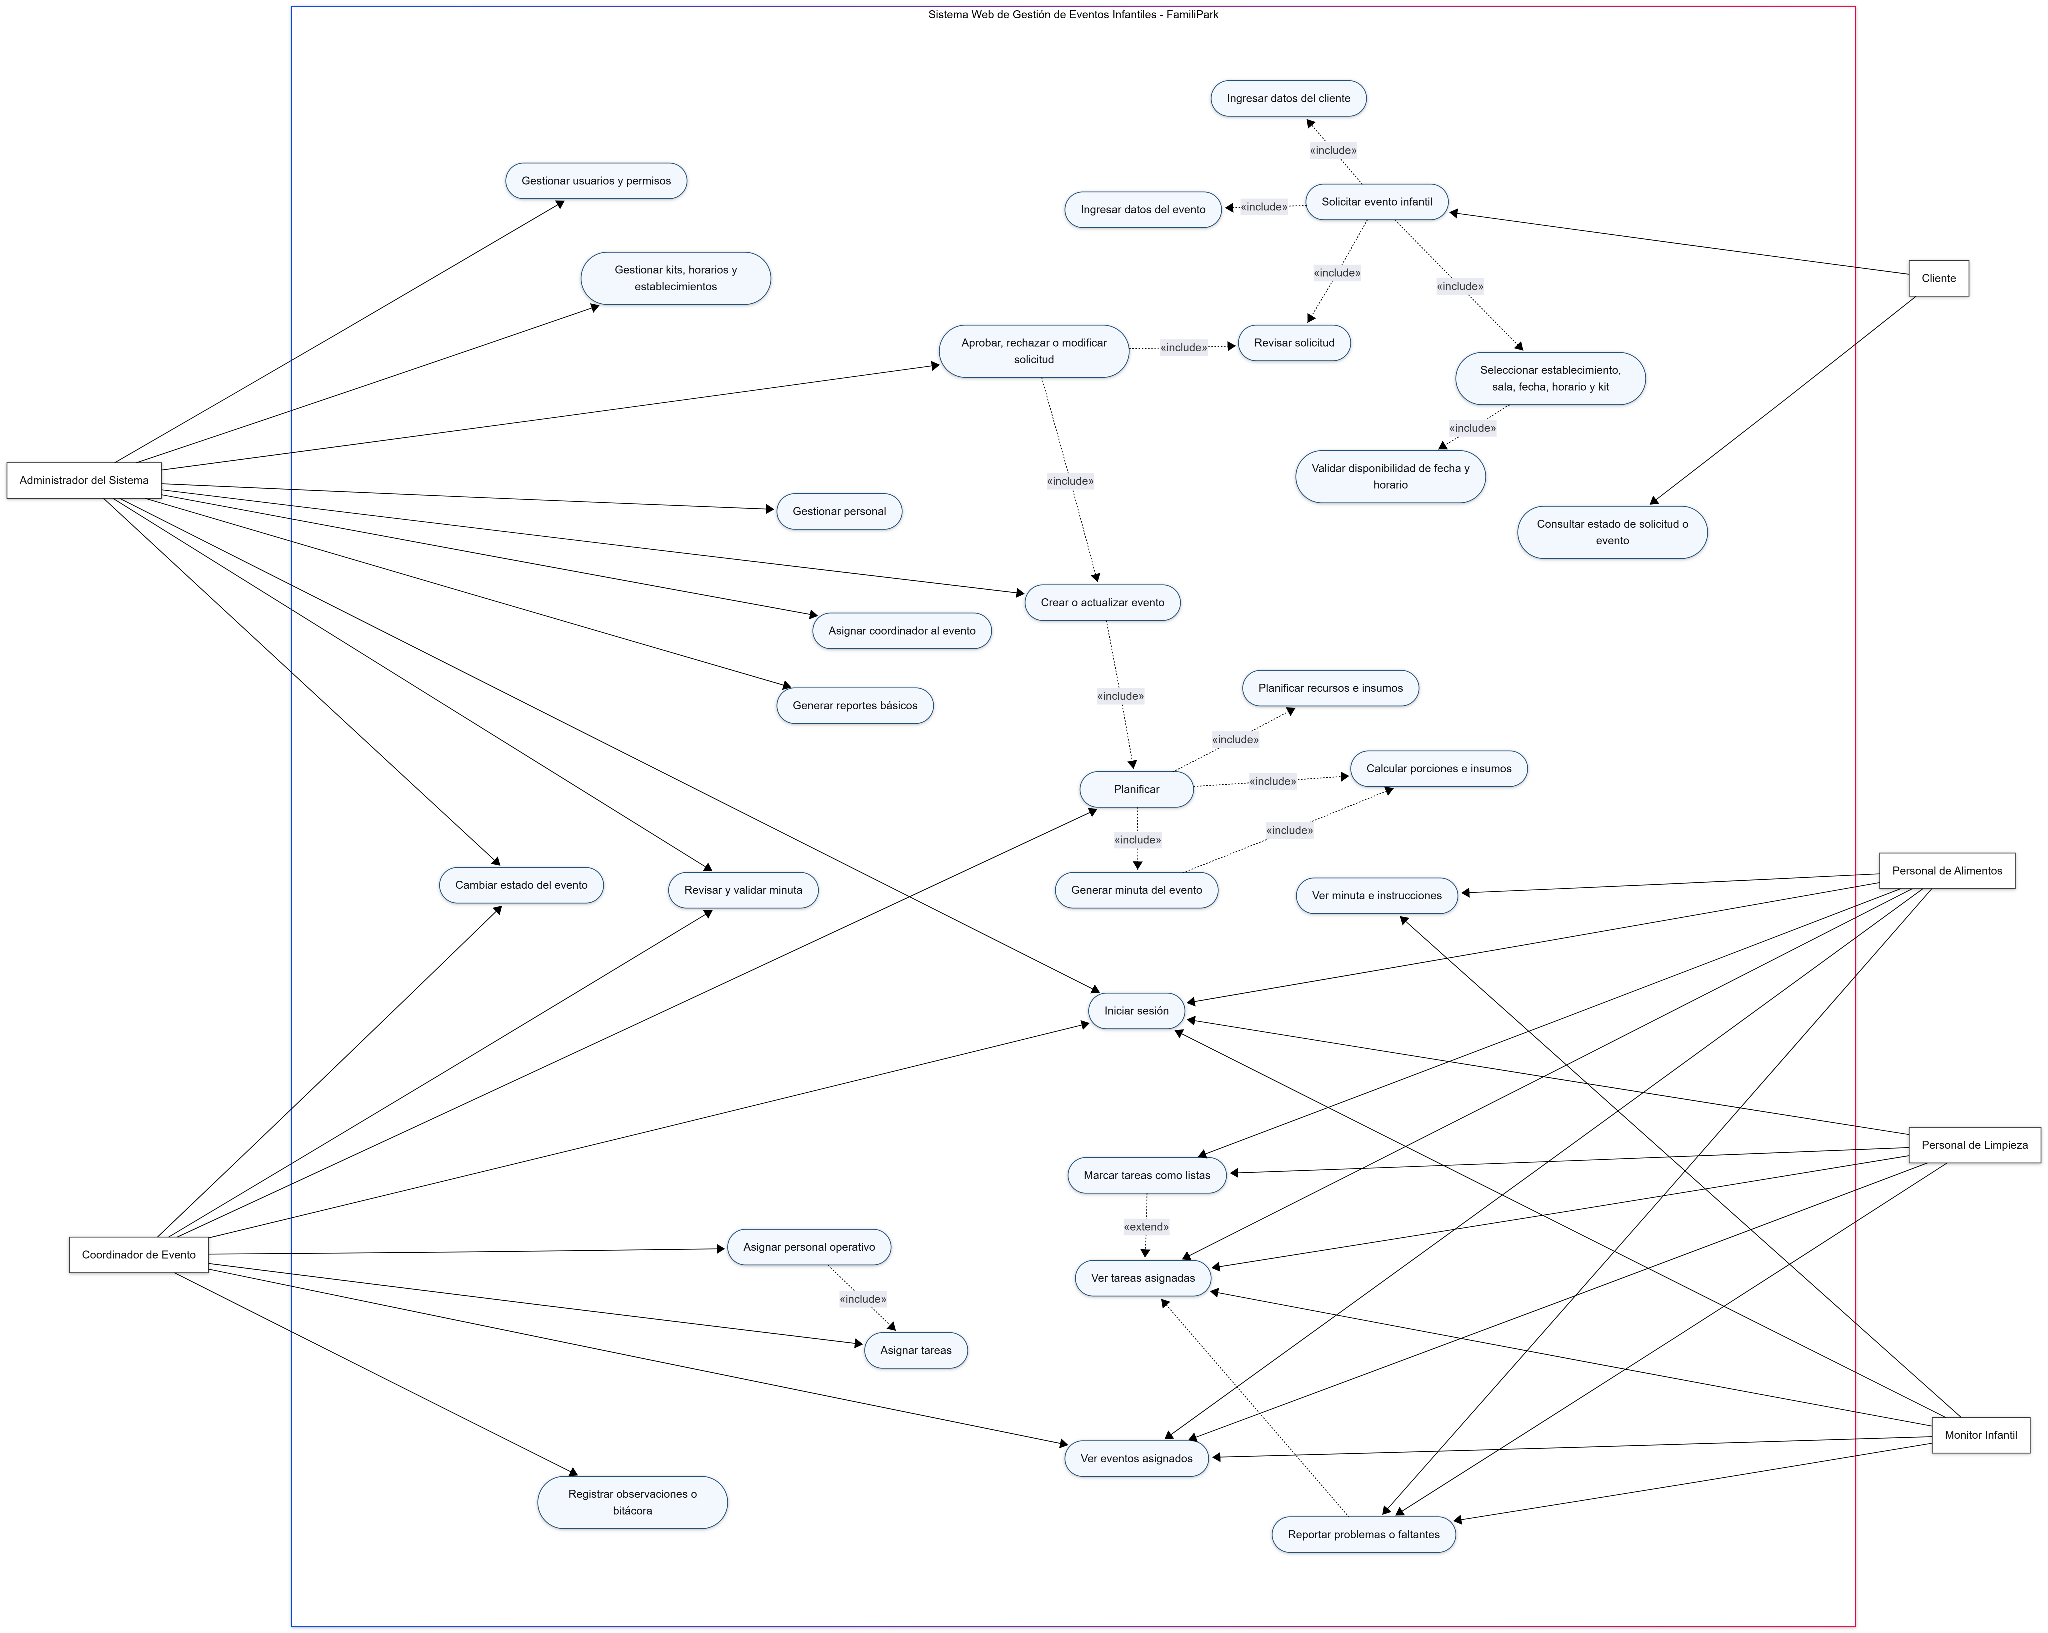 Sistema Web de Gestión de Eventos Infantiles - FamiliPark
Ingresar datos del cliente
«include»
Gestionar usuarios y permisos
Ingresar datos del evento
«include»
Solicitar evento infantil
Gestionar kits, horarios y
establecimientos
«include»
«include»
Cliente
Aprobar, rechazar o modificar
solicitud
«include»
Revisar solicitud
Seleccionar establecimiento,
sala, fecha, horario y kit
«include»
Validar disponibilidad de fecha y
horario
Administrador del Sistema
«include»
Gestionar personal
Consultar estado de solicitud o
evento
Crear o actualizar evento
Asignar coordinador al evento
«include»
Planificar recursos e insumos
Generar reportes básicos
«include»
Planificar
«include»
Calcular porciones e insumos
«include»
«include»
Cambiar estado del evento
Revisar y validar minuta
Generar minuta del evento
Ver minuta e instrucciones
Personal de Alimentos
Iniciar sesión
Personal de Limpieza
Marcar tareas como listas
«extend»
Coordinador de Evento
Asignar personal operativo
Ver tareas asignadas
«include»
Asignar tareas
Monitor Infantil
Ver eventos asignados
Registrar observaciones o
bitácora
Reportar problemas o faltantes